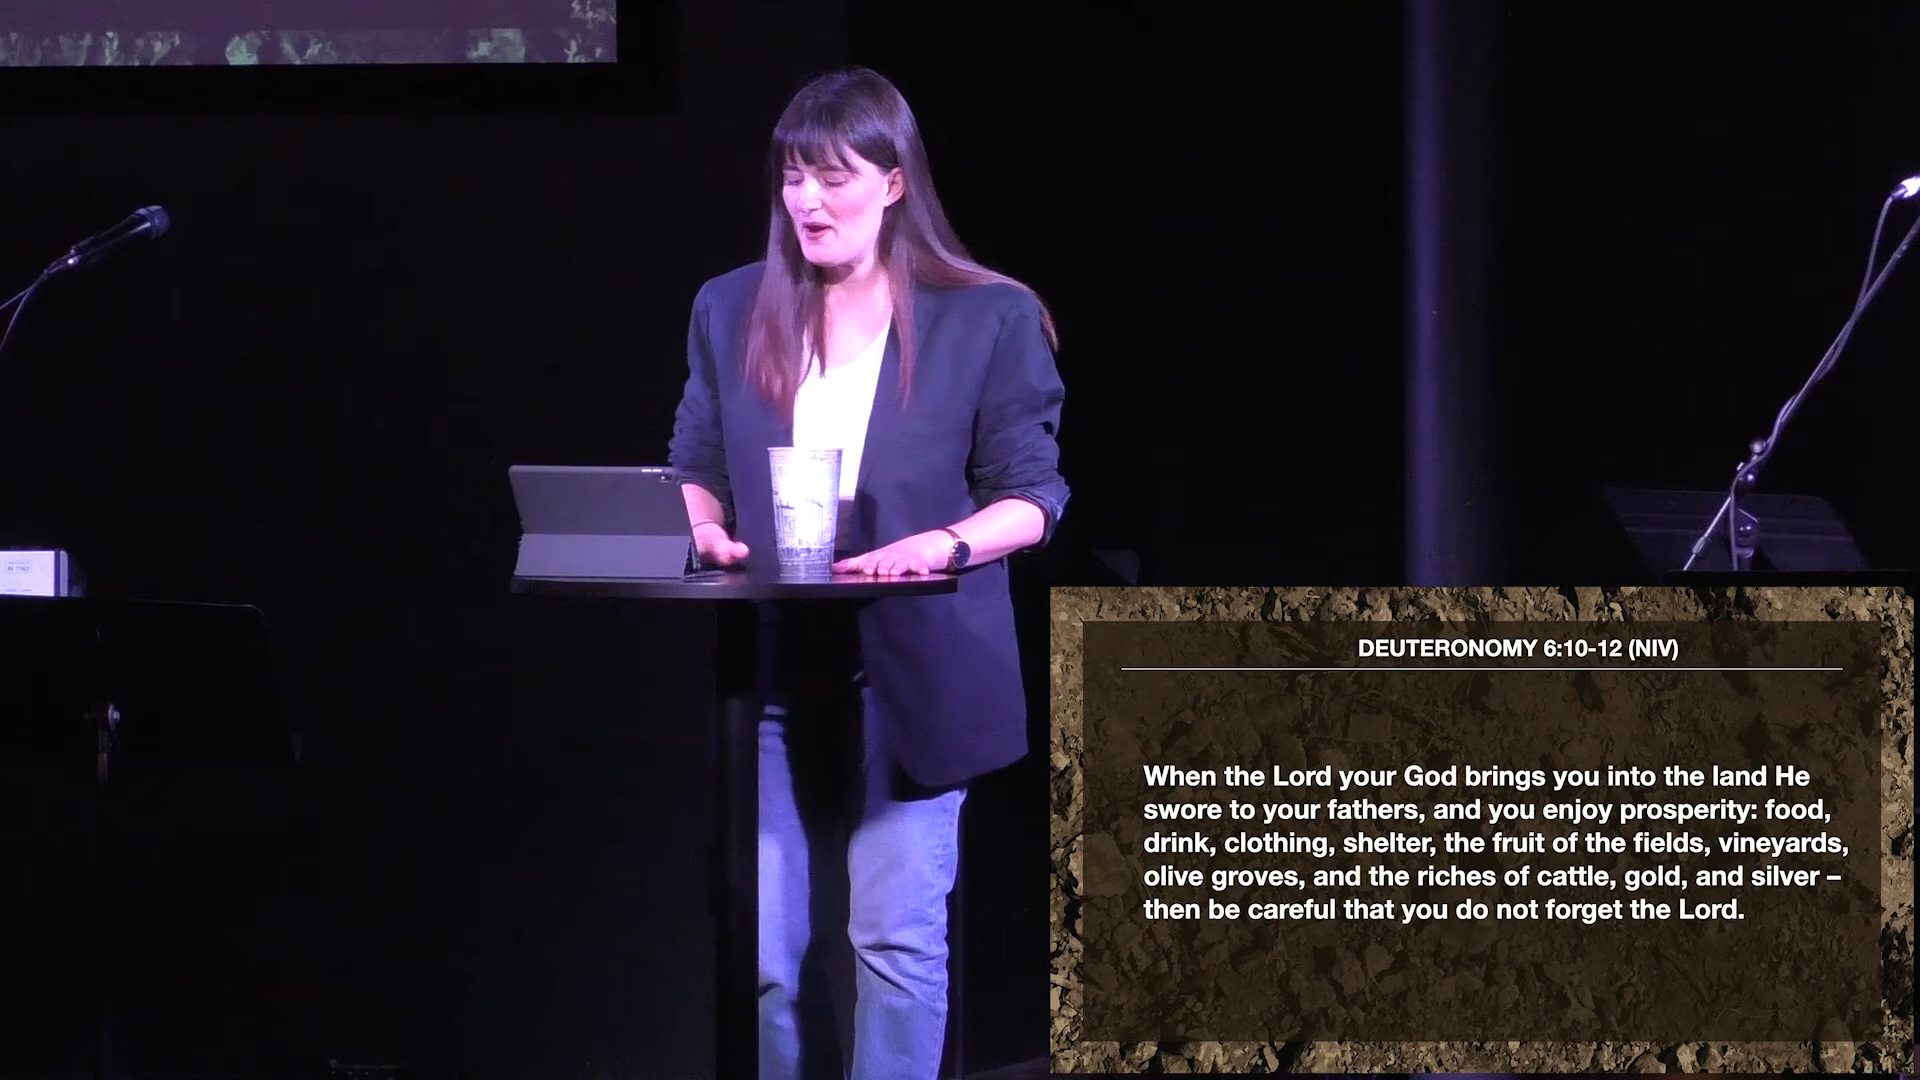 IN ITALY
DEUTERONOMY 6:10-12 (NIV)
When the Lord your God brings you into the land He
swore to your fathers, and you enjoy prosperity: food,
drink, clothing, shelter, the fruit of the fields, vineyards,
olive groves, and the riches of cattle, gold, and silver –
then be careful that you do not forget the Lord.